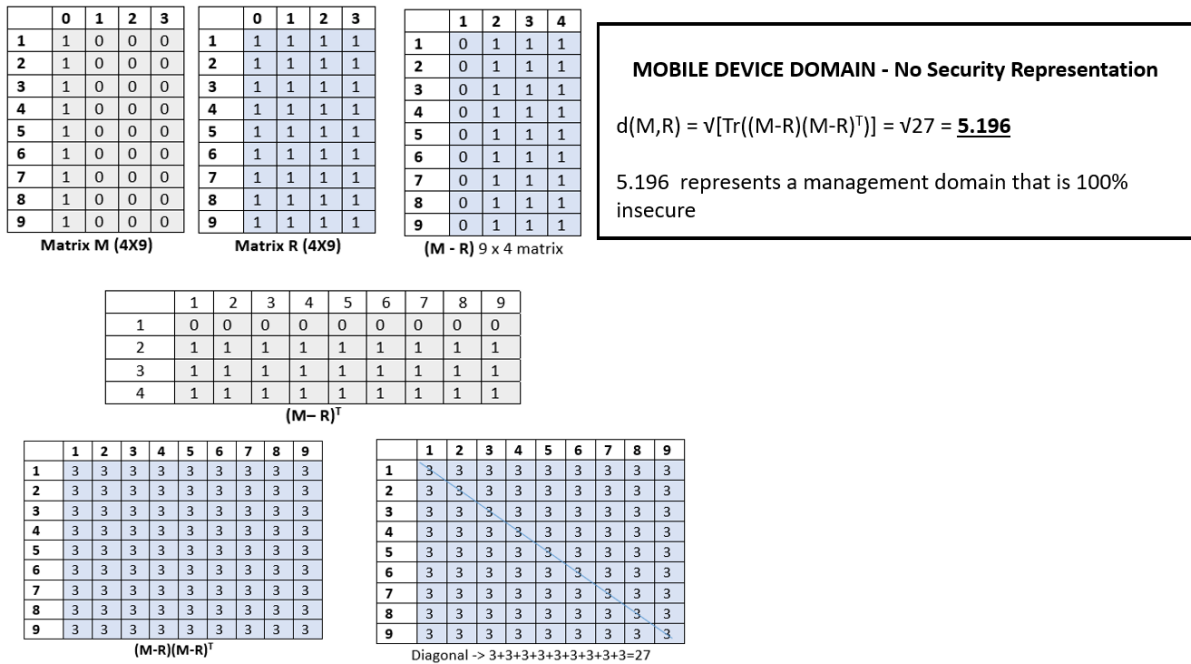 0 1 2 3
1 1 0 0 0
2 1 0 0 0
3 1 0 0 0
4 1 0 0 0
5 1 0 0 0
6 1 0 0 0
7 1 0 0 0
8 1 0 0 0
9 1 0 0 0
Matrix M (4X9)
0 1 2 3
1 1 1 1 1
2 1 1 1 1
3 1 1 1 1
4 1 1 1 1
5 1 1 1 1
6 1 1 1 1
7 1 1 1 1
8 1 1 1 1
9 1 1 1 1
Matrix R (4X9)
1 2 3 4
1 0 1 1 1
2 0 1 1 1
3 0 1 1 1
4 0 1 1 1
5 0 1 1 1
6 0 1 1 1
7 0 1 1 1
8 0 1 1 1
9 0 1 1 1
(M - R) 9 x 4 matrix
MOBILE DEVICE DOMAIN - No Security Representation
d(M,R) = √[Tr((M-R)(M-R)ᵀ)] = √27 = 5.196
5.196 represents a management domain that is 100%
insecure
1 2 3 4 5 6 7 8 9
1 0 0 0 0 0 0 0 0 0
2 1 1 1 1 1 1 1 1 1
3 1 1 1 1 1 1 1 1 1
4 1 1 1 1 1 1 1 1 1
(M– R)ᵀ
1 2 3 4 5 6 7 8 9
1 3 3 3 3 3 3 3 3 3
2 3 3 3 3 3 3 3 3 3
3 3 3 3 3 3 3 3 3 3
4 3 3 3 3 3 3 3 3 3
5 3 3 3 3 3 3 3 3 3
6 3 3 3 3 3 3 3 3 3
7 3 3 3 3 3 3 3 3 3
8 3 3 3 3 3 3 3 3 3
9 3 3 3 3 3 3 3 3 3
(M-R)(M-R)ᵀ
1 2 3 4 5 6 7 8 9
1 3 3 3 3 3 3 3 3 3
2 3 3 3 3 3 3 3 3 3
3 3 3 3 3 3 3 3 3 3
4 3 3 3 3 3 3 3 3 3
5 3 3 3 3 3 3 3 3 3
6 3 3 3 3 3 3 3 3 3
7 3 3 3 3 3 3 3 3 3
8 3 3 3 3 3 3 3 3 3
9 3 3 3 3 3 3 3 3 3
Diagonal -> 3+3+3+3+3+3+3+3+3=27